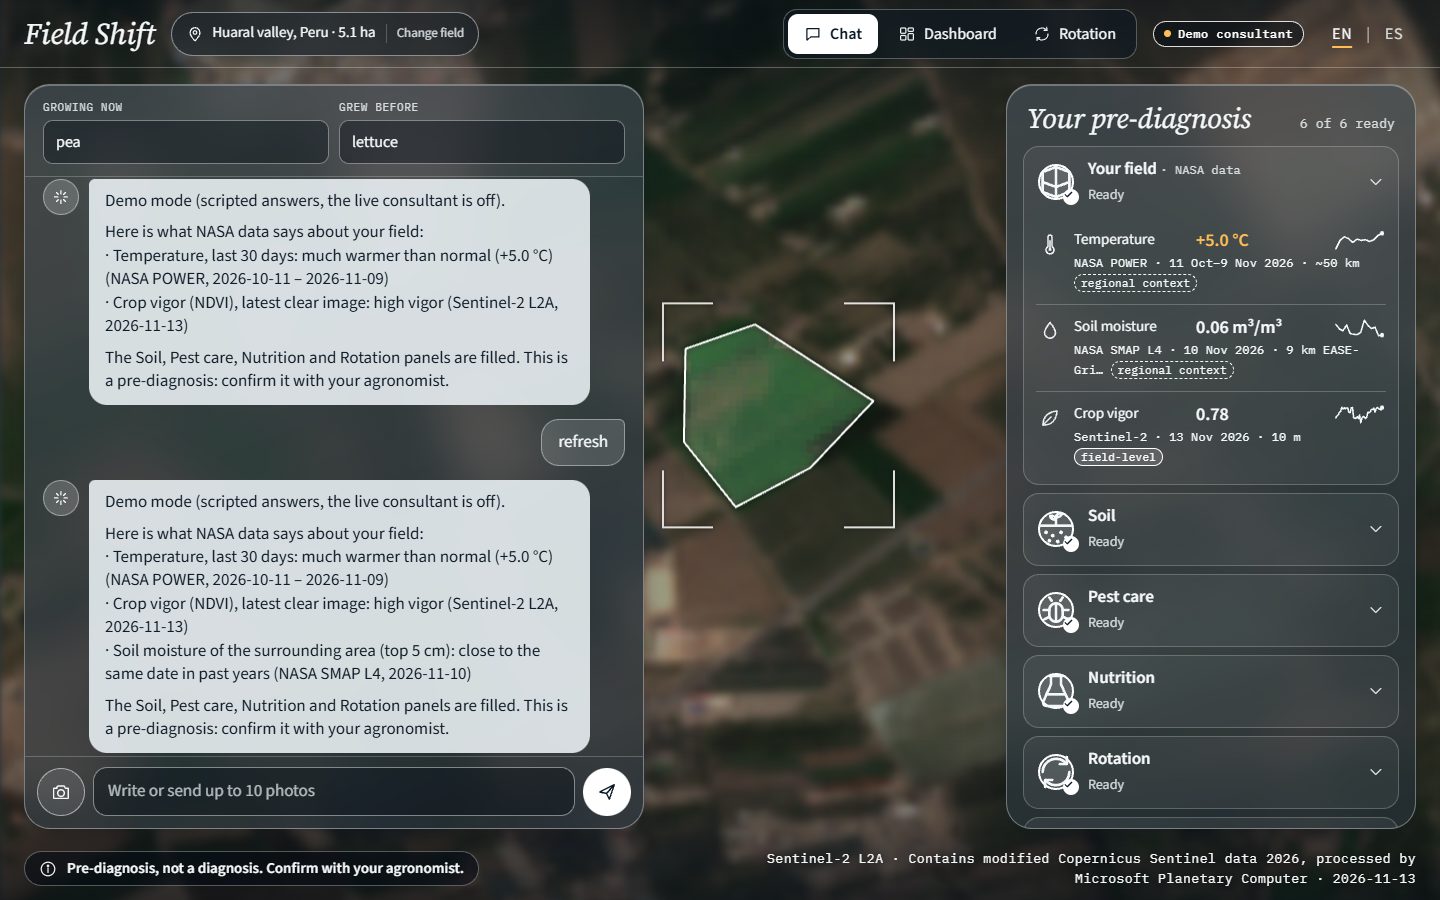 Field Shift
Huaral valley, Peru · 5.1 ha
Change field
Chat
Dashboard
Rotation
Demo consultant
EN | ES
GROWING NOW
GREW BEFORE
pea
lettuce
Demo mode (scripted answers, the live consultant is off).
Here is what NASA data says about your field:
· Temperature, last 30 days: much warmer than normal (+5.0 °C)
(NASA POWER, 2026-10-11 – 2026-11-09)
· Crop vigor (NDVI), latest clear image: high vigor (Sentinel-2 L2A,
2026-11-13)
The Soil, Pest care, Nutrition and Rotation panels are filled. This is
a pre-diagnosis: confirm it with your agronomist.
refresh
Demo mode (scripted answers, the live consultant is off).
Here is what NASA data says about your field:
· Temperature, last 30 days: much warmer than normal (+5.0 °C)
(NASA POWER, 2026-10-11 – 2026-11-09)
· Crop vigor (NDVI), latest clear image: high vigor (Sentinel-2 L2A,
2026-11-13)
· Soil moisture of the surrounding area (top 5 cm): close to the
same date in past years (NASA SMAP L4, 2026-11-10)
The Soil, Pest care, Nutrition and Rotation panels are filled. This is
a pre-diagnosis: confirm it with your agronomist.
Write or send up to 10 photos
Pre-diagnosis, not a diagnosis. Confirm with your agronomist.
Your pre-diagnosis
6 of 6 ready
Your field · NASA data
Ready
Temperature
+5.0 °C
NASA POWER · 11 Oct–9 Nov 2026 · ~50 km
regional context
Soil moisture
0.06 m³/m³
NASA SMAP L4 · 10 Nov 2026 · 9 km EASE-
Gri… regional context
Crop vigor
0.78
Sentinel-2 · 13 Nov 2026 · 10 m
field-level
Soil
Ready
Pest care
Ready
Nutrition
Ready
Rotation
Ready
Sentinel-2 L2A · Contains modified Copernicus Sentinel data 2026, processed by
Microsoft Planetary Computer · 2026-11-13